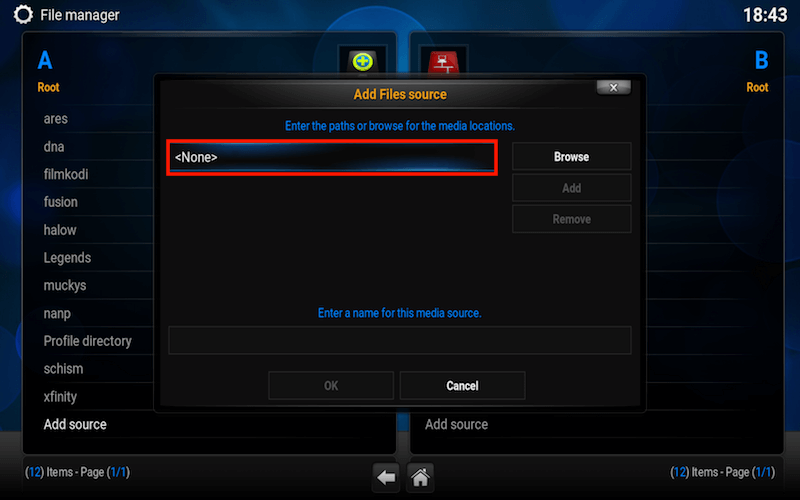 File manager
18:43
A
B
Root
Root
ares
dna
filmkodi
fusion
halow
Legends
muckys
nanp
Profile directory
schism
xfinity
Add source
Add source
Add Files source
x
Enter the paths or browse for the media locations.
<None>
Browse
Add
Remove
Enter a name for this media source.
OK
Cancel
(12) Items - Page (1/1)
(12) Items - Page (1/1)